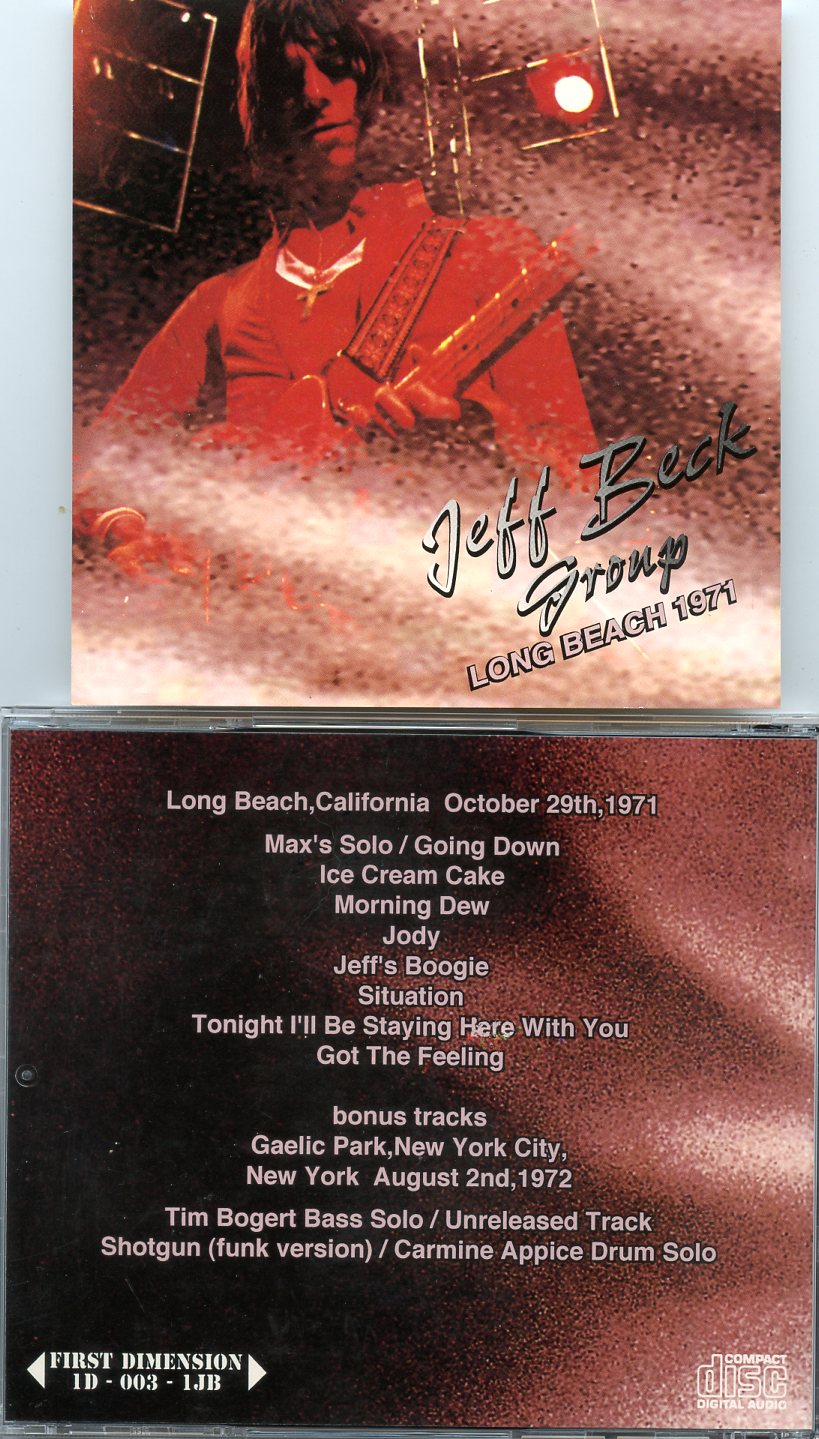 Jeff Beck
Group
LONG BEACH 1971
Long Beach,California October 29th,1971
Max's Solo / Going Down
Ice Cream Cake
Morning Dew
Jody
Jeff's Boogie
Situation
Tonight I'll Be Staying Here With You
Got The Feeling
bonus tracks
Gaelic Park,New York City,
New York August 2nd,1972
Tim Bogert Bass Solo / Unreleased Track
Shotgun (funk version) / Carmine Appice Drum Solo
FIRST DIMENSION
1D - 003 - 1JB
COMPACT
disc
DIGITAL AUDIO